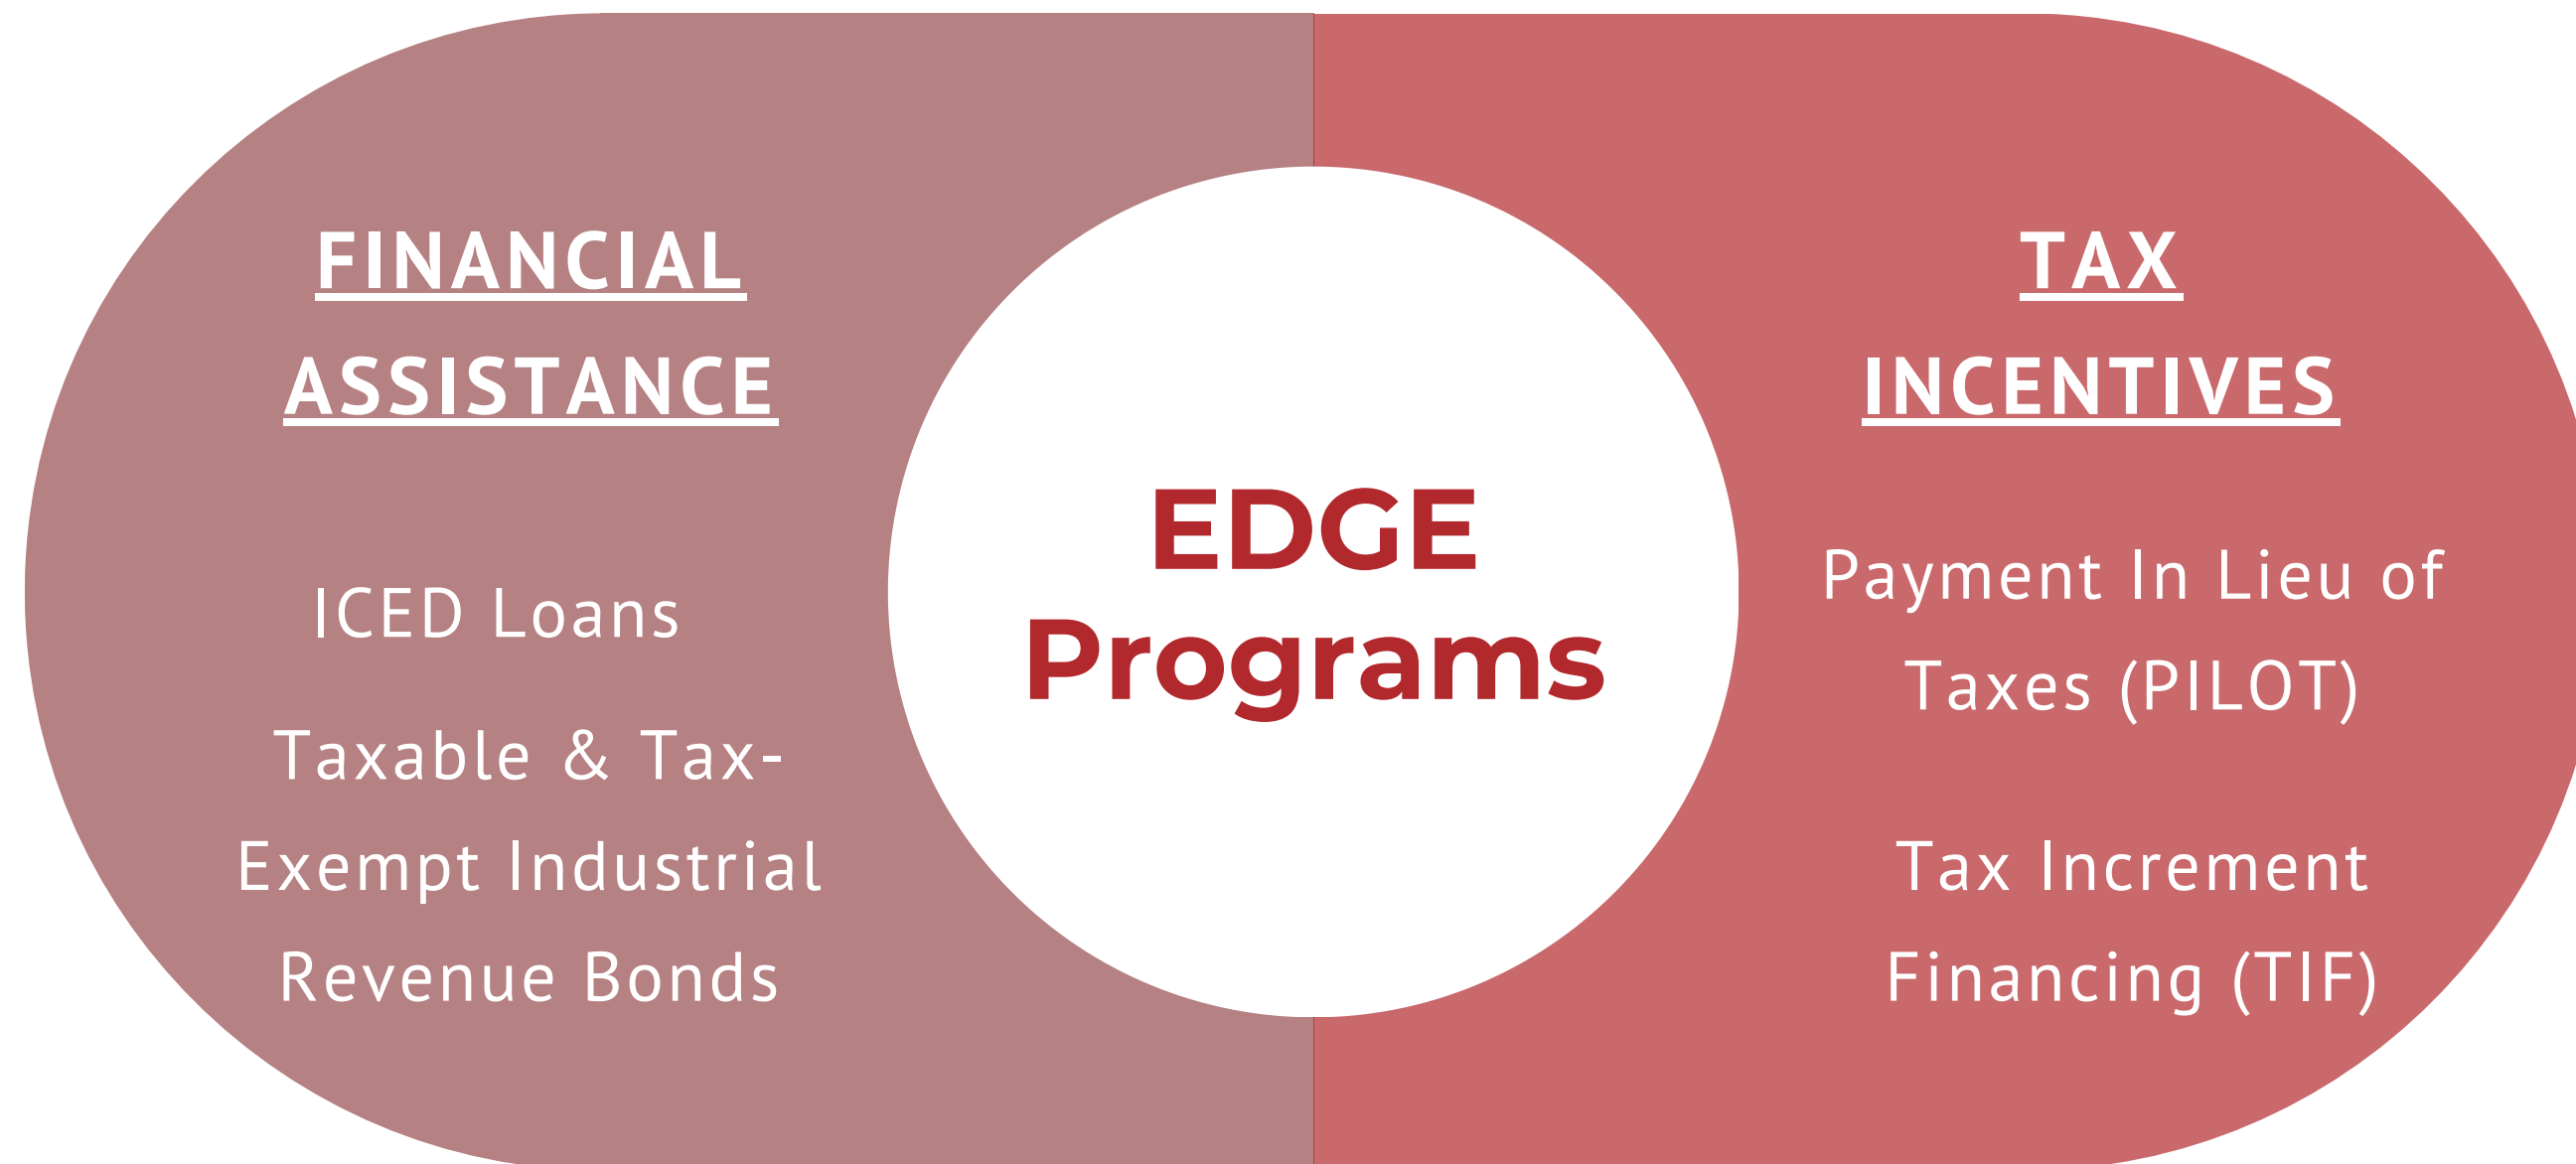 FINANCIAL
ASSISTANCE
ICED Loans
Taxable & Tax-
Exempt Industrial
Revenue Bonds
EDGE
Programs
TAX
INCENTIVES
Payment In Lieu of
Taxes (PILOT)
Tax Increment
Financing (TIF)